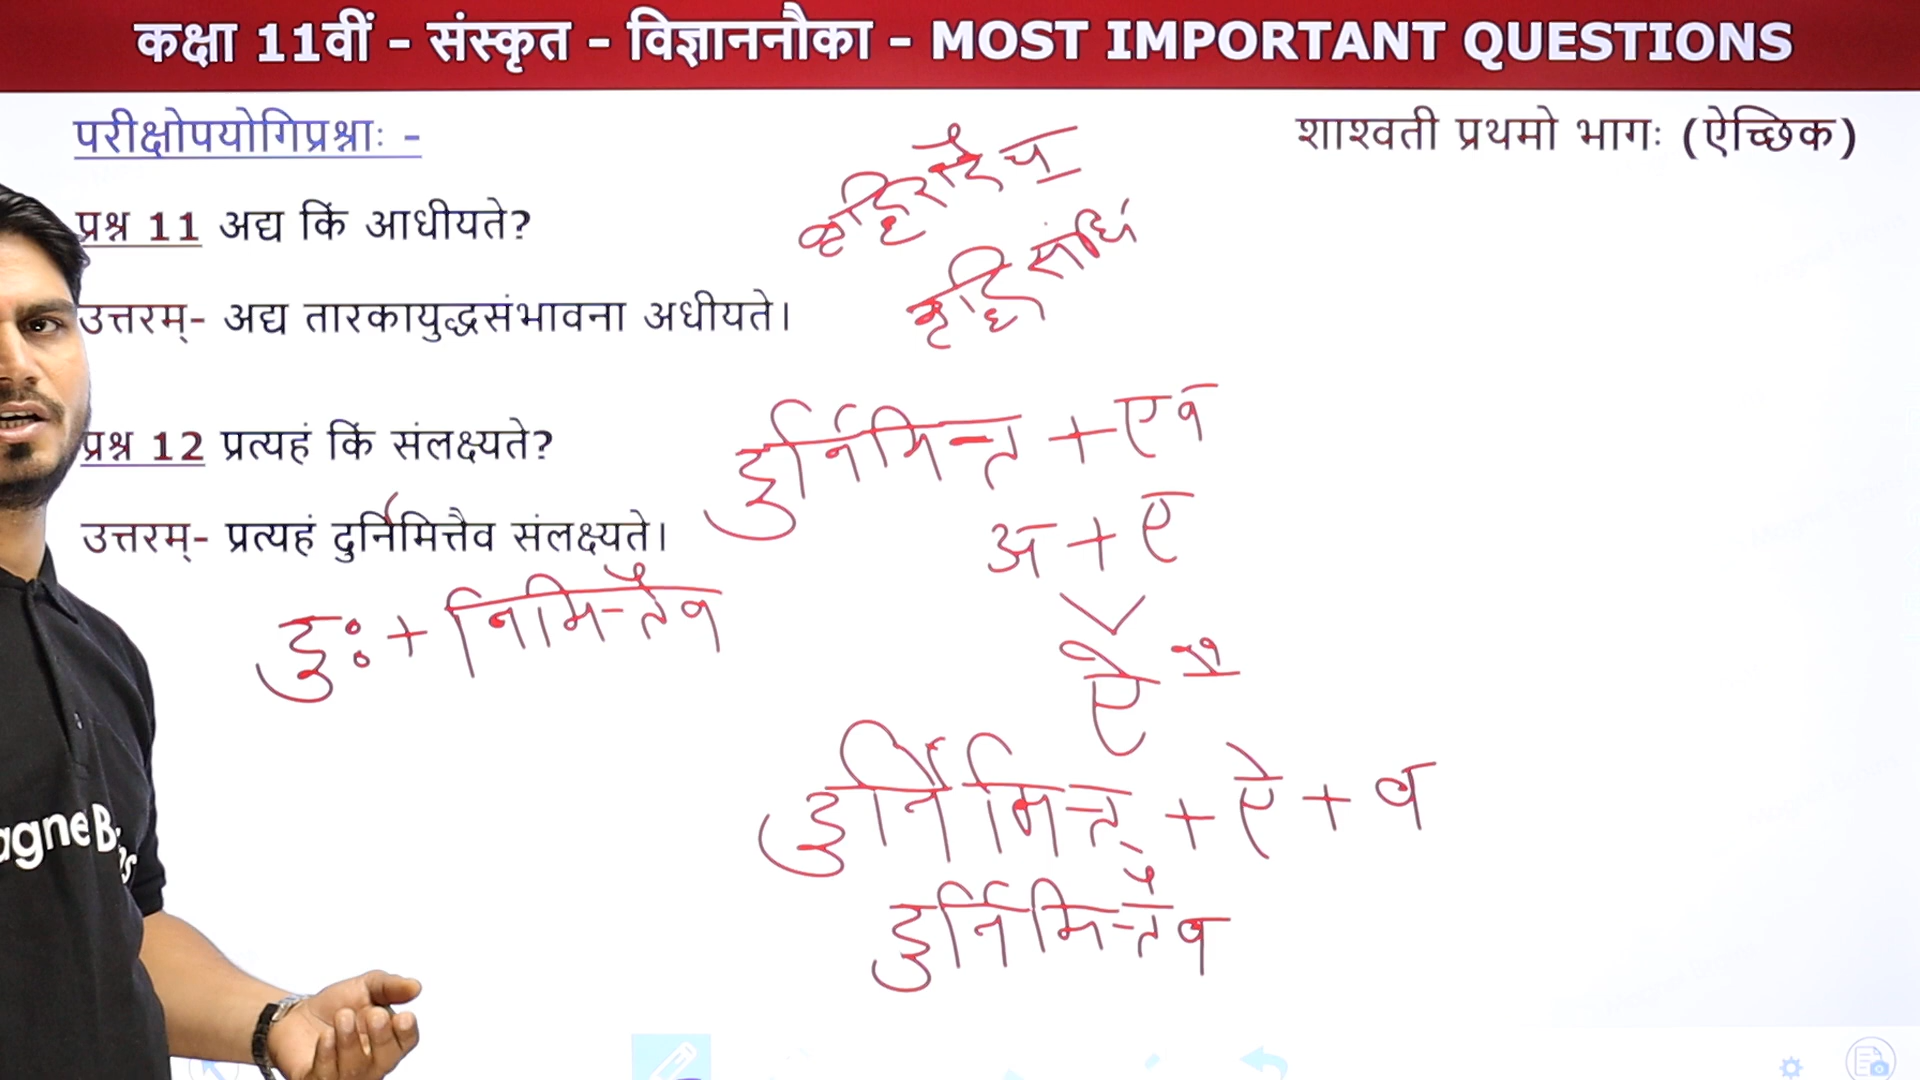 कक्षा 11वीं - संस्कृत - विज्ञाननौका - MOST IMPORTANT QUESTIONS
परीक्षोपयोगिप्रश्नाः -
शाश्वती प्रथमो भागः (ऐच्छिक)
वृद्धिरेचि
वृद्धि संधि
प्रश्न 11 अद्य किं आधीयते?
उत्तरम्- अद्य तारकायुद्धसंभावना अधीयते।
प्रश्न 12 प्रत्यहं किं संलक्ष्यते?
उत्तरम्- प्रत्यहं दुर्निमित्तैव संलक्ष्यते।
दुः + निमित्तैव
दुर्निमित्त + एव
अ + ए
ऐ
दुर्निमित्त् + ऐ + व
दुर्निमित्तैव